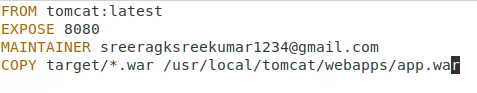 FROM tomcat:latest
EXPOSE 8080
MAINTAINER sreeragksreekumar1234@gmail.com
COPY target/*.war /usr/local/tomcat/webapps/app.war